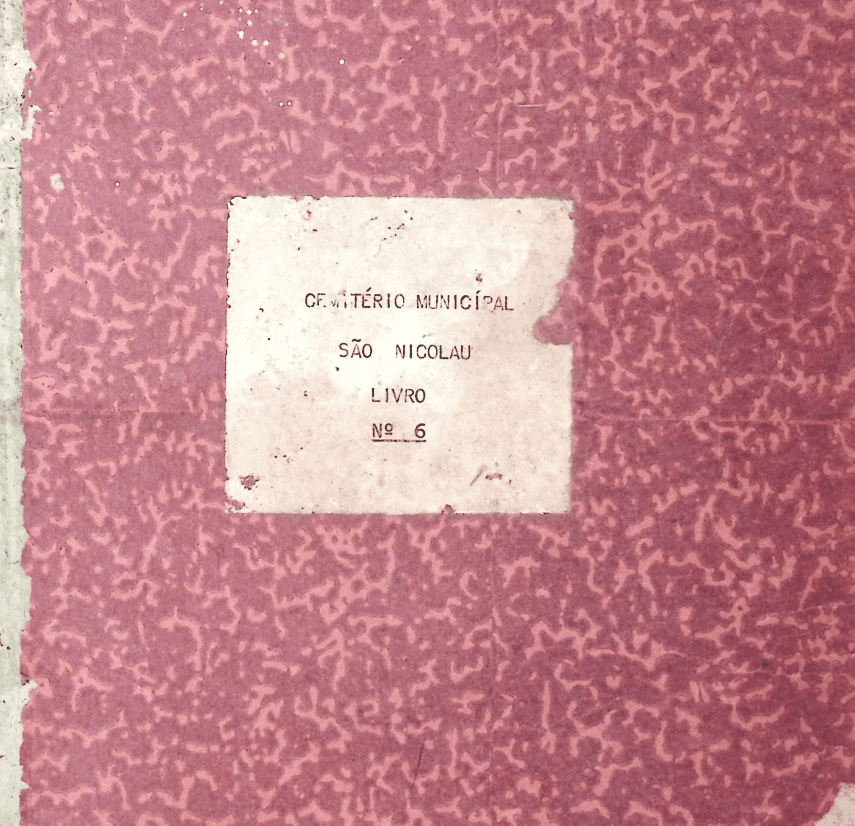 CEMITÉRIO MUNICÍPAL
SÃO NICOLAU
LIVRO
Nº 6